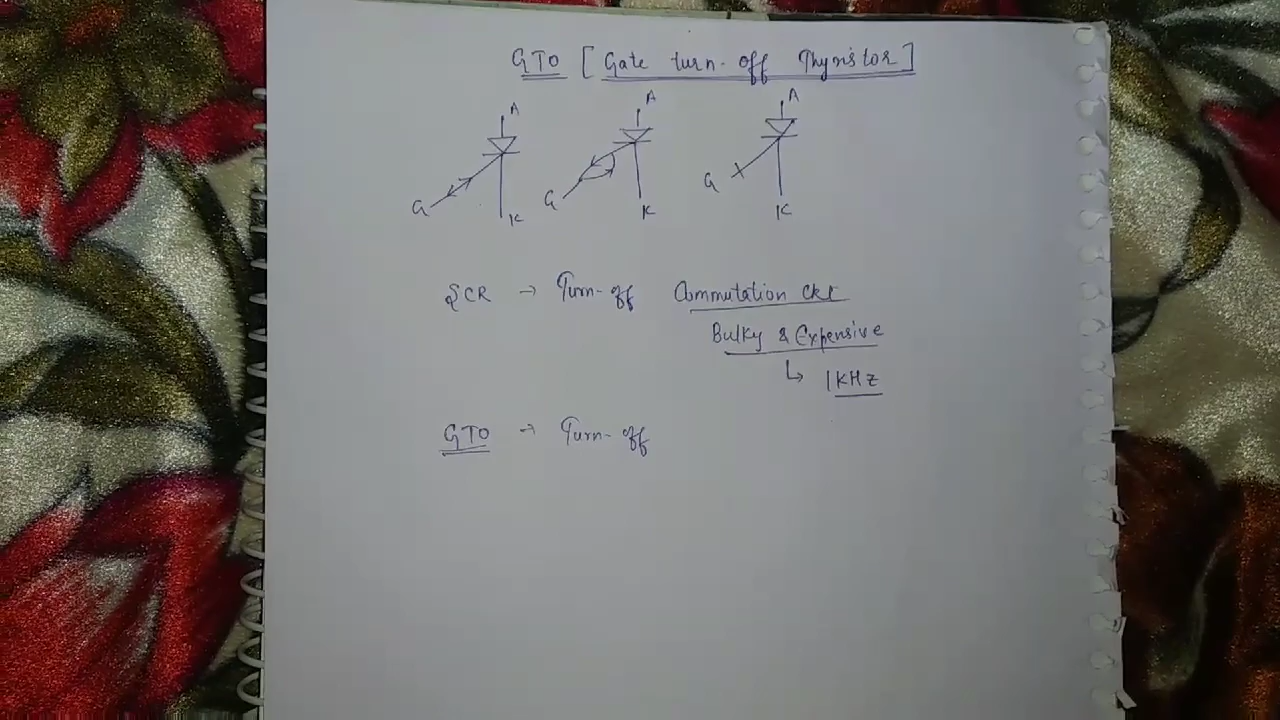 GTO [Gate turn-off Thyristor]
A A A
G K G K G K
SCR → Turn-off Commutation Ckt
Bulky & Expensive
↳ 1KHz
GTO → Turn-off